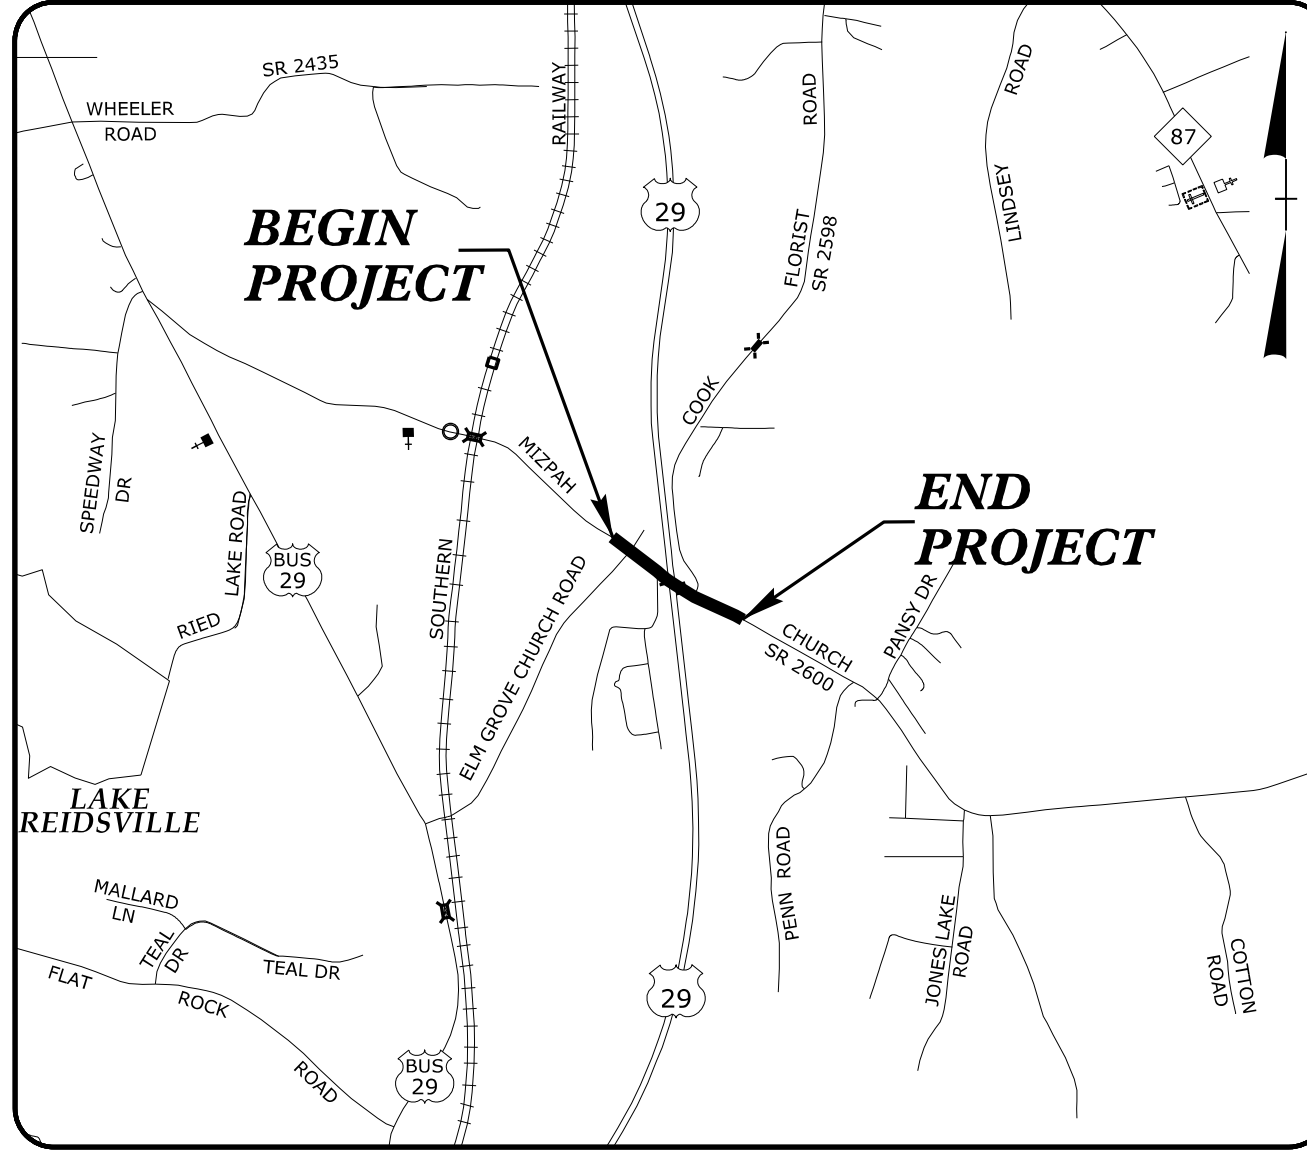 SR 2435
WHEELER
ROAD
RAILWAY
ROAD
ROAD
87
BEGIN
PROJECT
29
FLORIST
SR 2598
LINDSEY
COOK
MIZPAH
SPEEDWAY
DR
LAKE ROAD
RIED
BUS
29
SOUTHERN
END
PROJECT
ELM GROVE CHURCH ROAD
CHURCH
SR 2600
PANSY DR
LAKE
REIDSVILLE
MALLARD
LN
TEAL
DR
TEAL DR
FLAT
ROCK
ROAD
BUS
29
29
PENN ROAD
JONES LAKE
ROAD
COTTON
ROAD